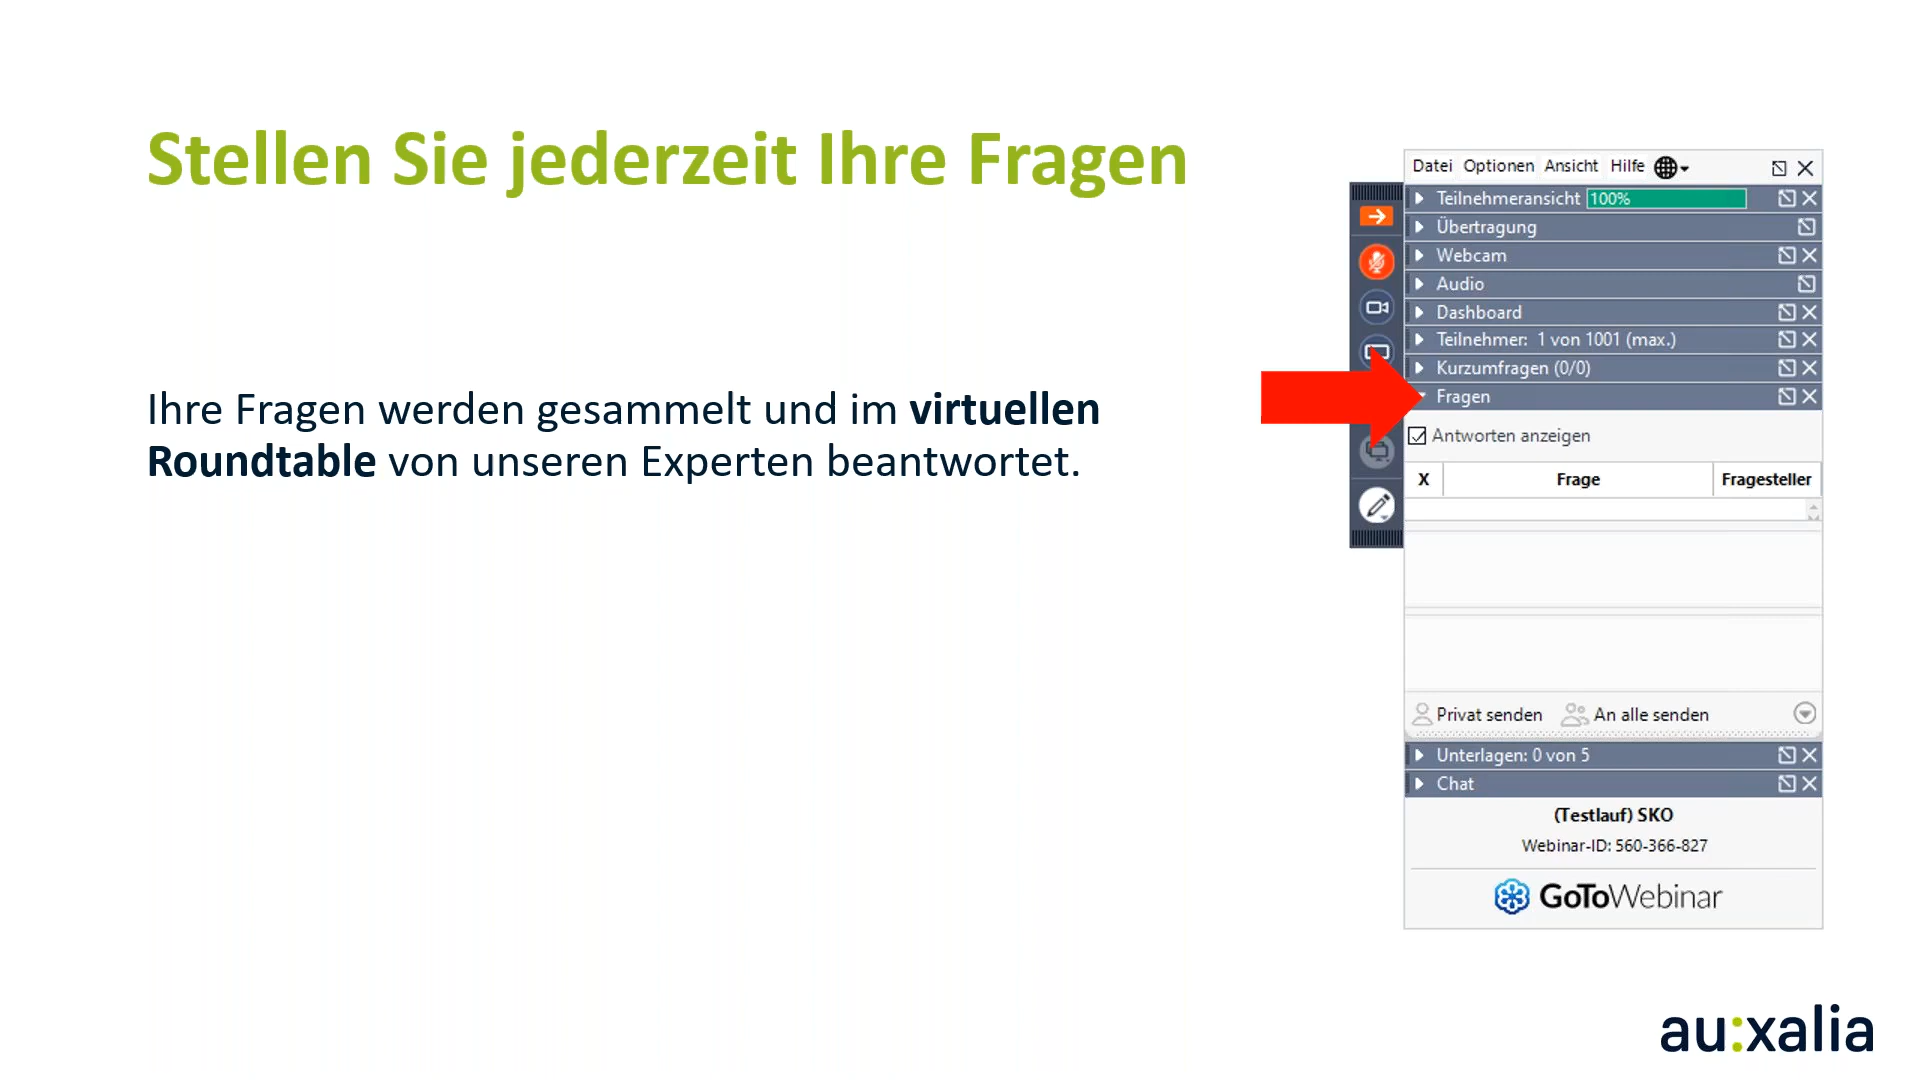 Stellen Sie jederzeit Ihre Fragen
Ihre Fragen werden gesammelt und im virtuellen
Roundtable von unseren Experten beantwortet.
Datei Optionen Ansicht Hilfe
Teilnehmeransicht 100%
Übertragung
Webcam
Audio
Dashboard
Teilnehmer: 1 von 1001 (max.)
Kurzumfragen (0/0)
Fragen
Antworten anzeigen
X Frage Fragesteller
Privat senden An alle senden
Unterlagen: 0 von 5
Chat
(Testlauf) SKO
Webinar-ID: 560-366-827
GoToWebinar
au:xalia